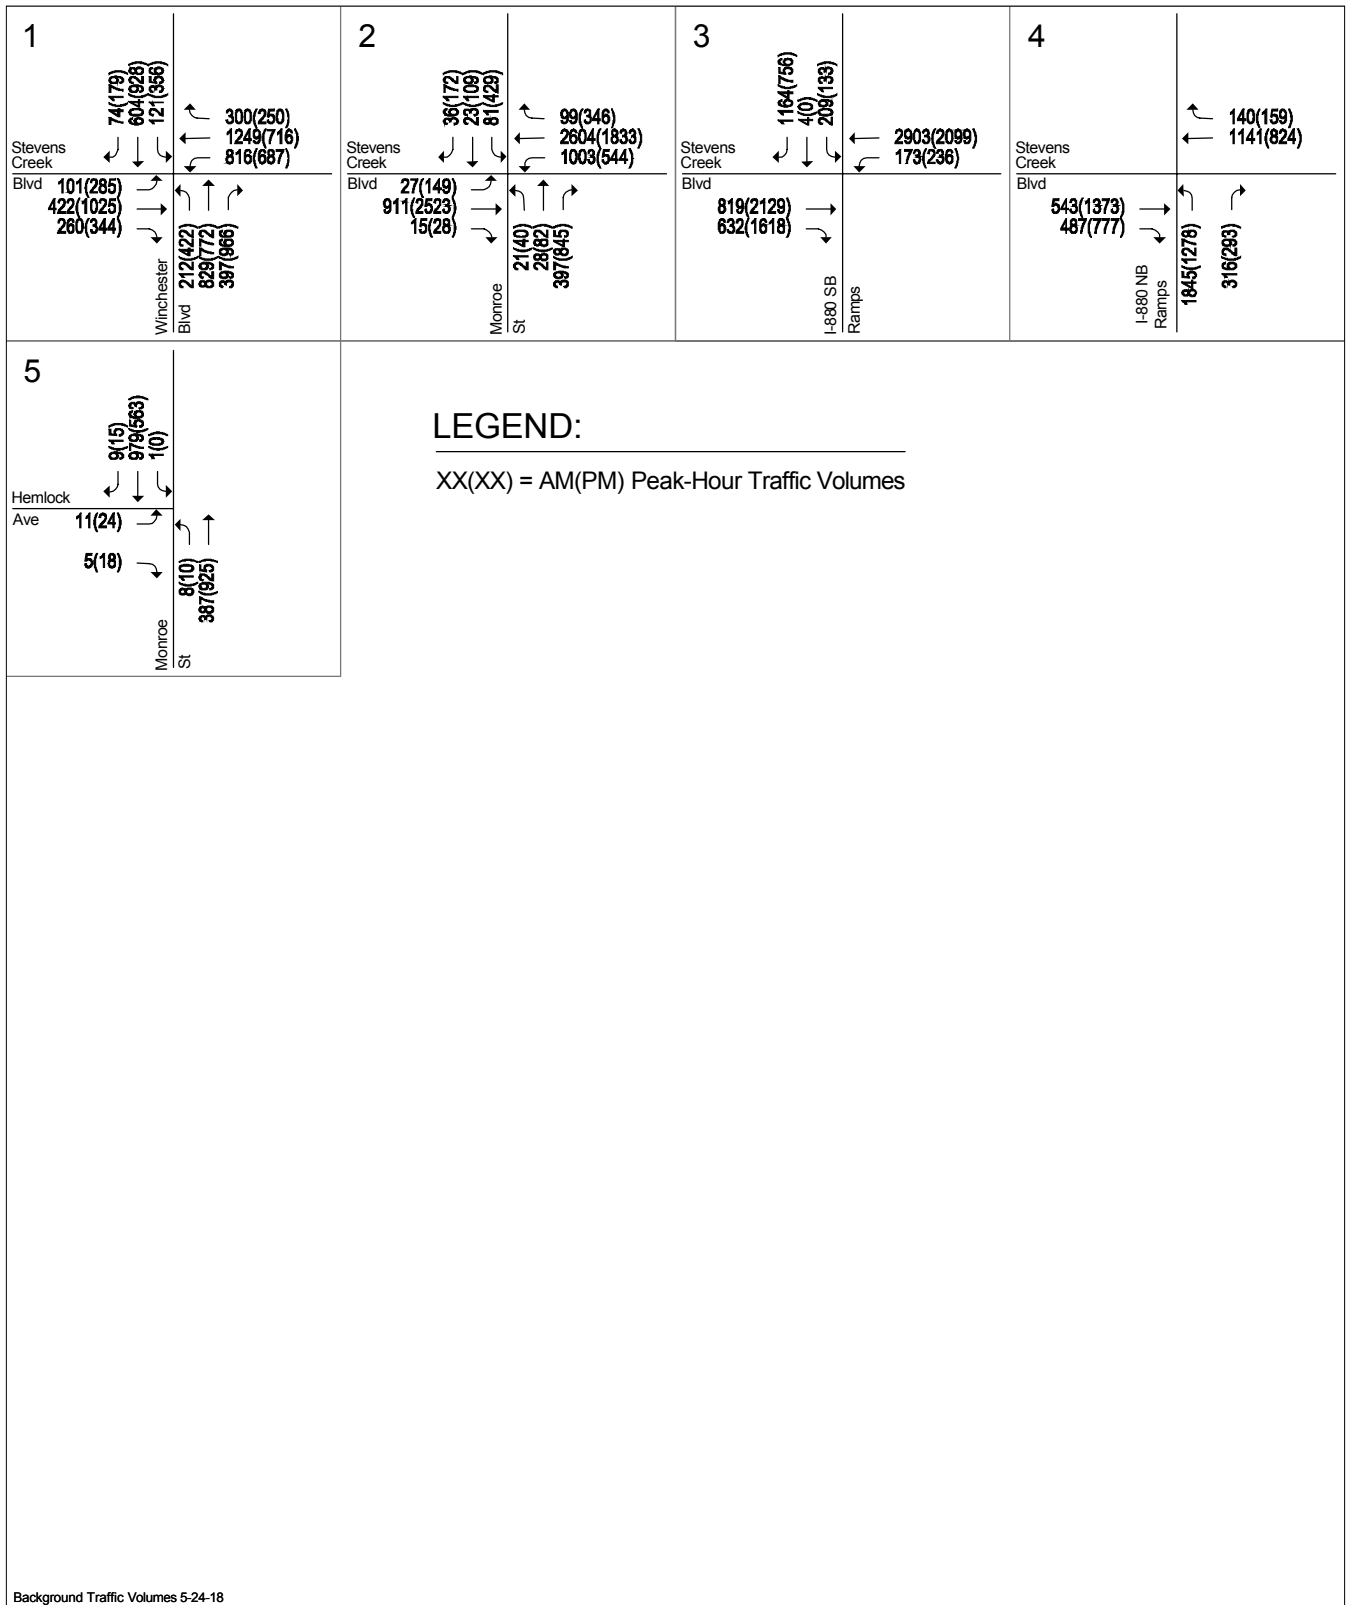 1
74(179)
604(928)
121(356)
300(250)
1249(716)
816(687)
Stevens
Creek
Blvd
101(285)
422(1025)
260(344)
212(422)
829(772)
397(966)
Winchester
Blvd
2
36(172)
23(109)
81(429)
99(346)
2604(1833)
1003(544)
Stevens
Creek
Blvd
27(149)
911(2523)
15(28)
21(40)
28(82)
397(845)
Monroe
St
3
1164(756)
4(0)
209(133)
2903(2099)
173(236)
Stevens
Creek
Blvd
819(2129)
632(1618)
I-880 SB
Ramps
4
140(159)
1141(824)
Stevens
Creek
Blvd
543(1373)
487(777)
1845(1278)
316(293)
I-880 NB
Ramps
5
9(15)
979(563)
1(0)
Hemlock
Ave
11(24)
5(18)
8(10)
387(925)
Monroe
St
LEGEND:
XX(XX) = AM(PM) Peak-Hour Traffic Volumes
Background Traffic Volumes 5-24-18